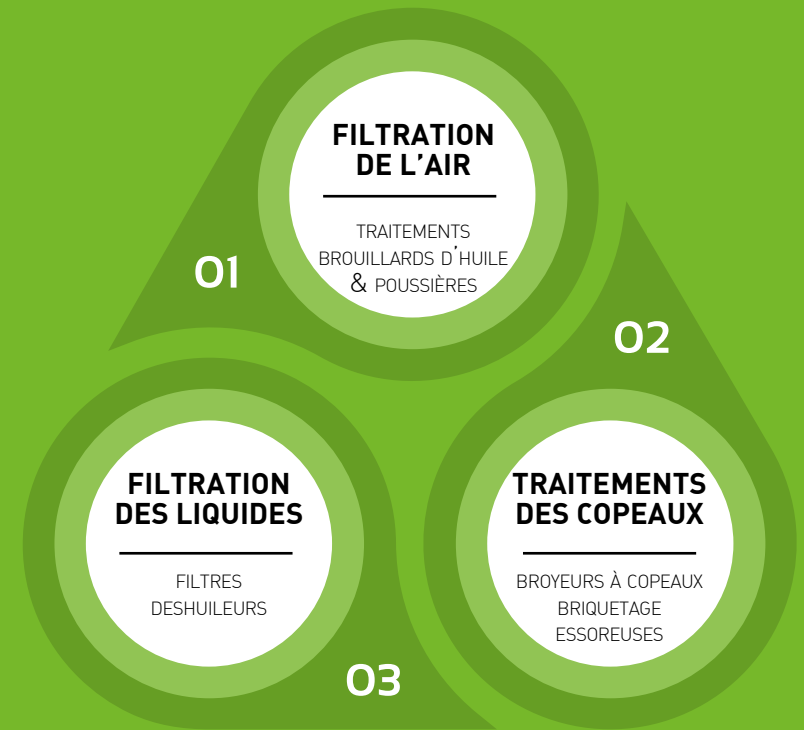 FILTRATION
DE L'AIR
TRAITEMENTS
BROUILLARDS D'HUILE
& POUSSIÈRES
01
02
TRAITEMENTS
DES COPEAUX
BROYEURS À COPEAUX
BRIQUETAGE
ESSOREUSES
FILTRATION
DES LIQUIDES
FILTRES
DESHUILEURS
03